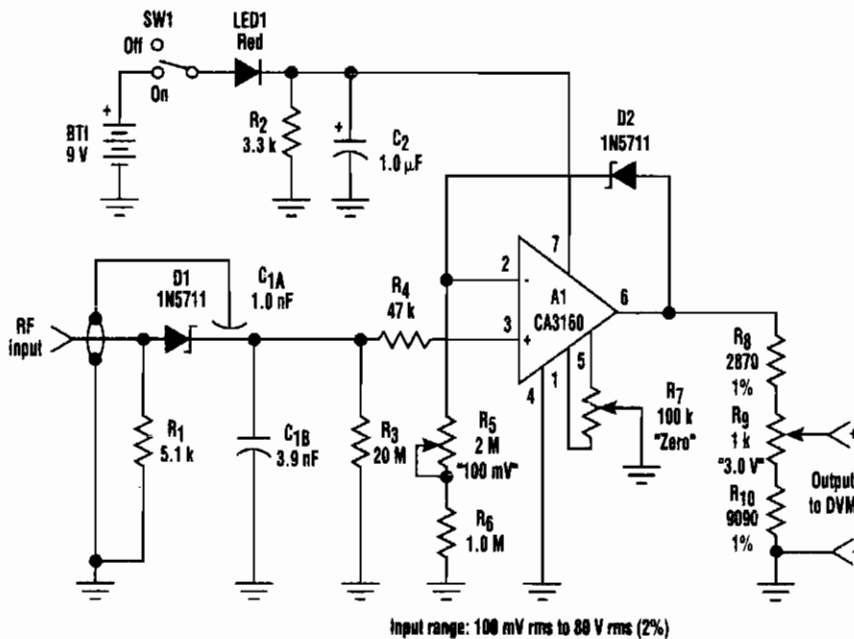 SW1
Off
On
LED1
Red
BT1
9 V
R2
3.3 k
C2
1.0 µF
D2
1N5711
RF
input
D1
1N5711
C1A
1.0 nF
R4
47 k
2
-
3
+
7
A1
CA3160
6
4
1
5
R1
5.1 k
C1B
3.9 nF
R3
20 M
R5
2 M
"100 mV"
R6
1.0 M
R7
100 k
"Zero"
R8
2870
1%
R9
1 k
"3.0 V"
R10
9090
1%
Output
to DVM
Input range: 100 mV rms to 80 V rms (2%)